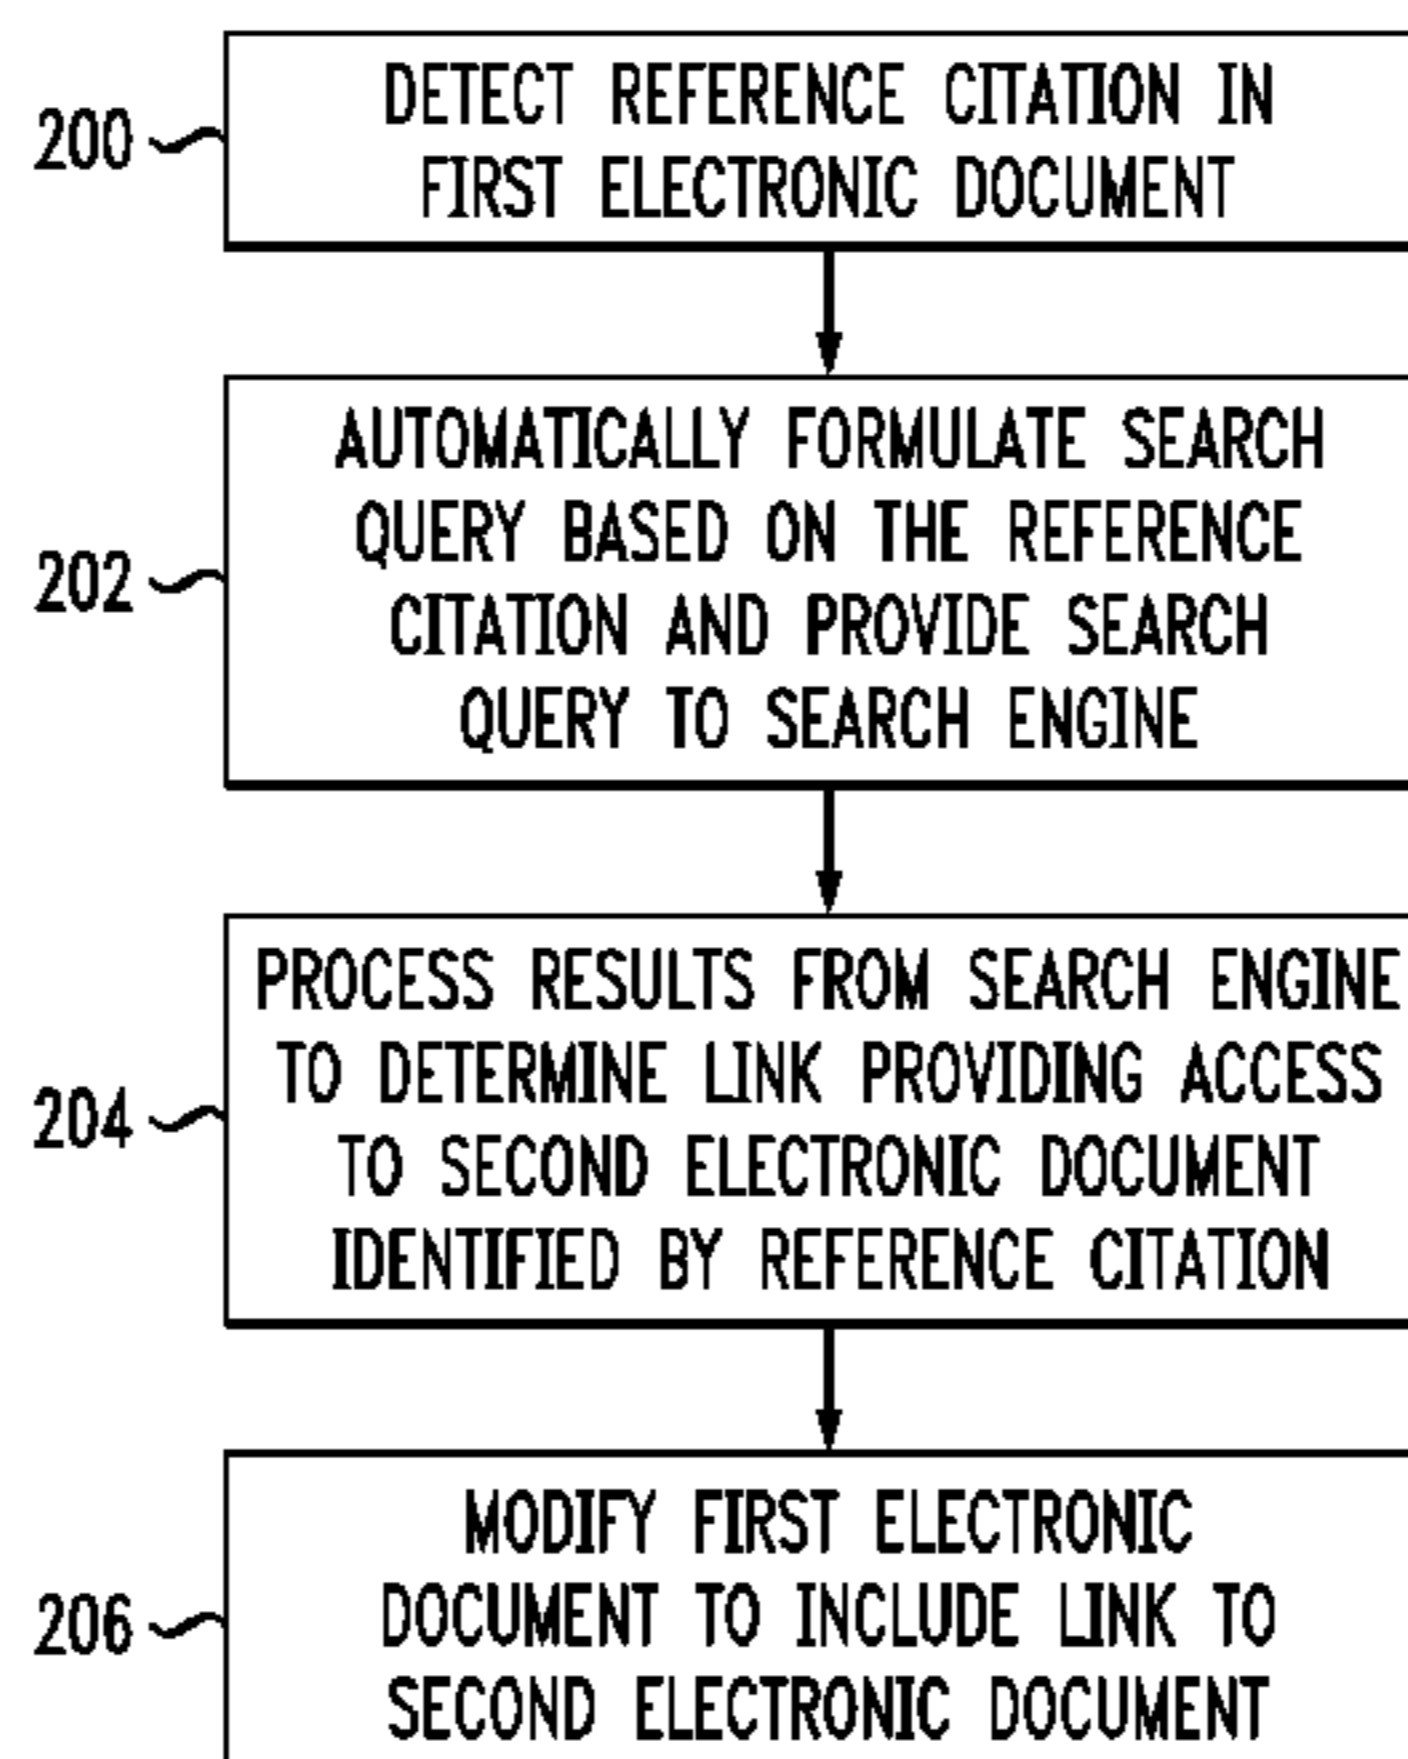 200
DETECT REFERENCE CITATION IN
FIRST ELECTRONIC DOCUMENT
202
AUTOMATICALLY FORMULATE SEARCH
QUERY BASED ON THE REFERENCE
CITATION AND PROVIDE SEARCH
QUERY TO SEARCH ENGINE
204
PROCESS RESULTS FROM SEARCH ENGINE
TO DETERMINE LINK PROVIDING ACCESS
TO SECOND ELECTRONIC DOCUMENT
IDENTIFIED BY REFERENCE CITATION
206
MODIFY FIRST ELECTRONIC
DOCUMENT TO INCLUDE LINK TO
SECOND ELECTRONIC DOCUMENT